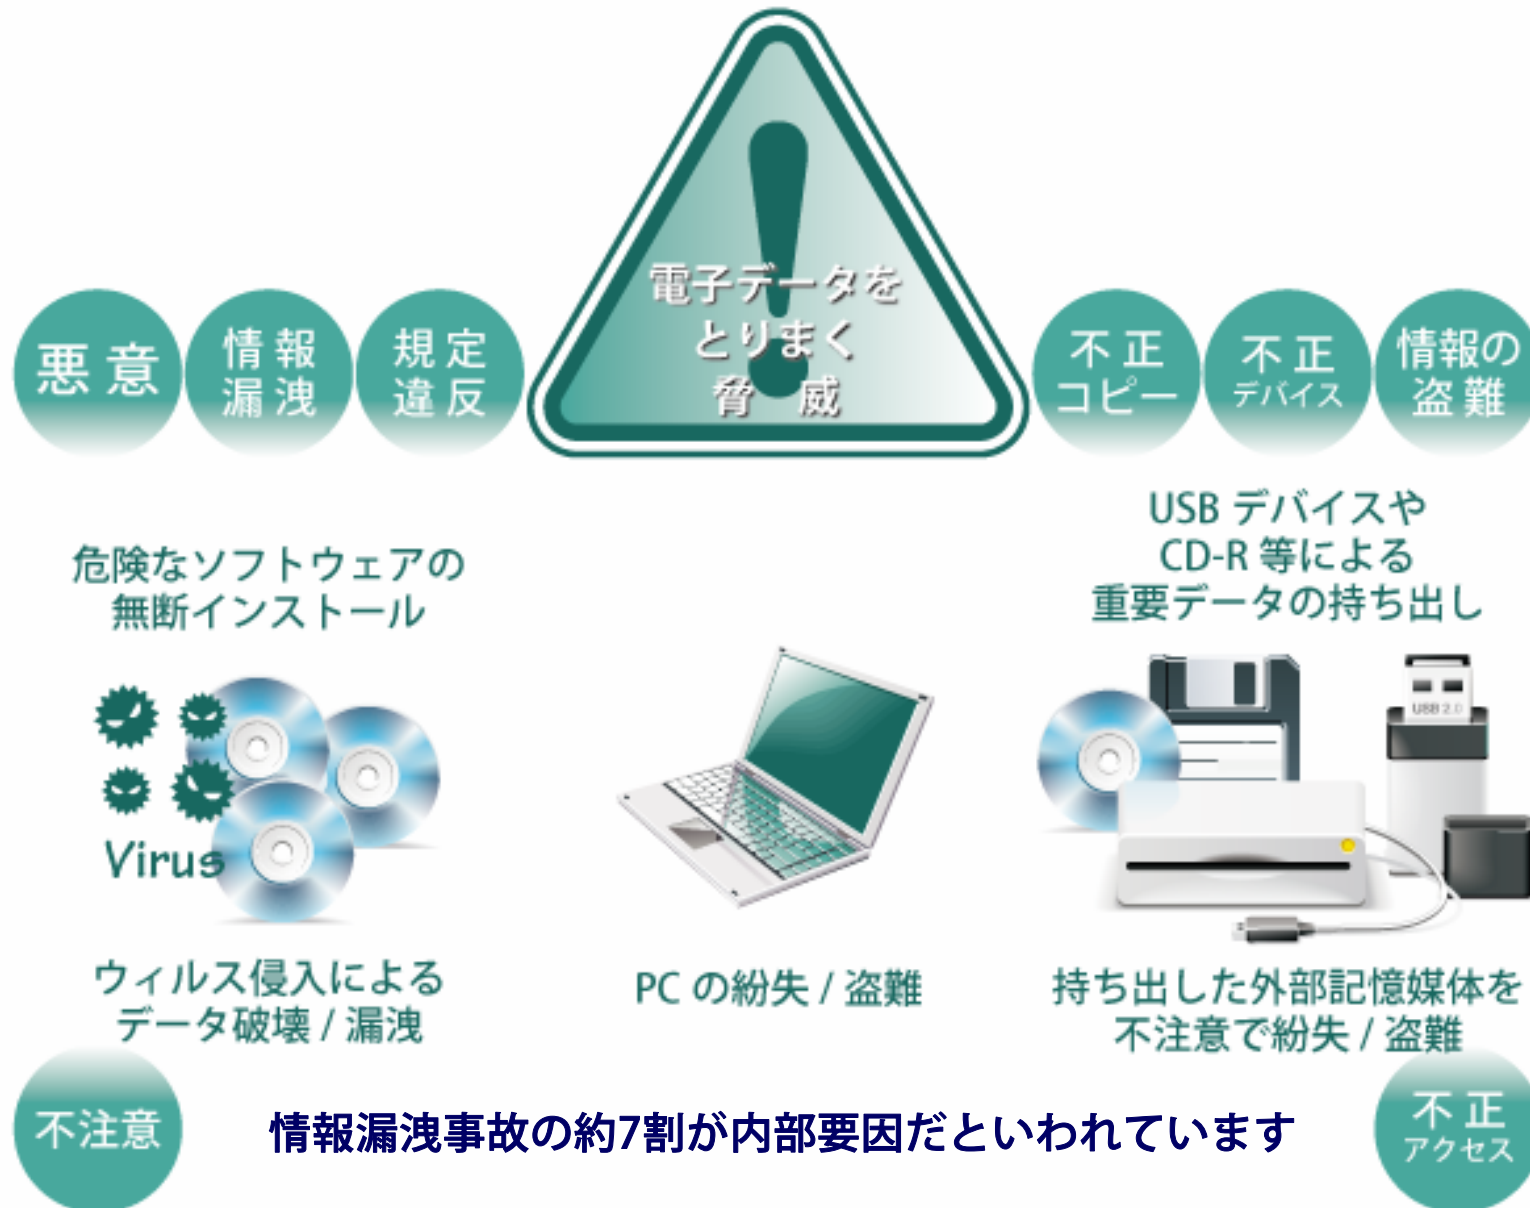 電子データを
とりまく
脅 威
悪 意
情 報
漏 洩
規 定
違 反
不 正
コピー
不 正
デバイス
情報の
盗 難
危険なソフトウェアの
無断インストール
USB デバイスや
CD-R 等による
重要データの持ち出し
USB 2.0
Virus
ウィルス侵入による
データ破壊 / 漏洩
PC の紛失 / 盗難
持ち出した外部記憶媒体を
不注意で紛失 / 盗難
不注意
情報漏洩事故の約7割が内部要因だといわれています
不 正
アクセス